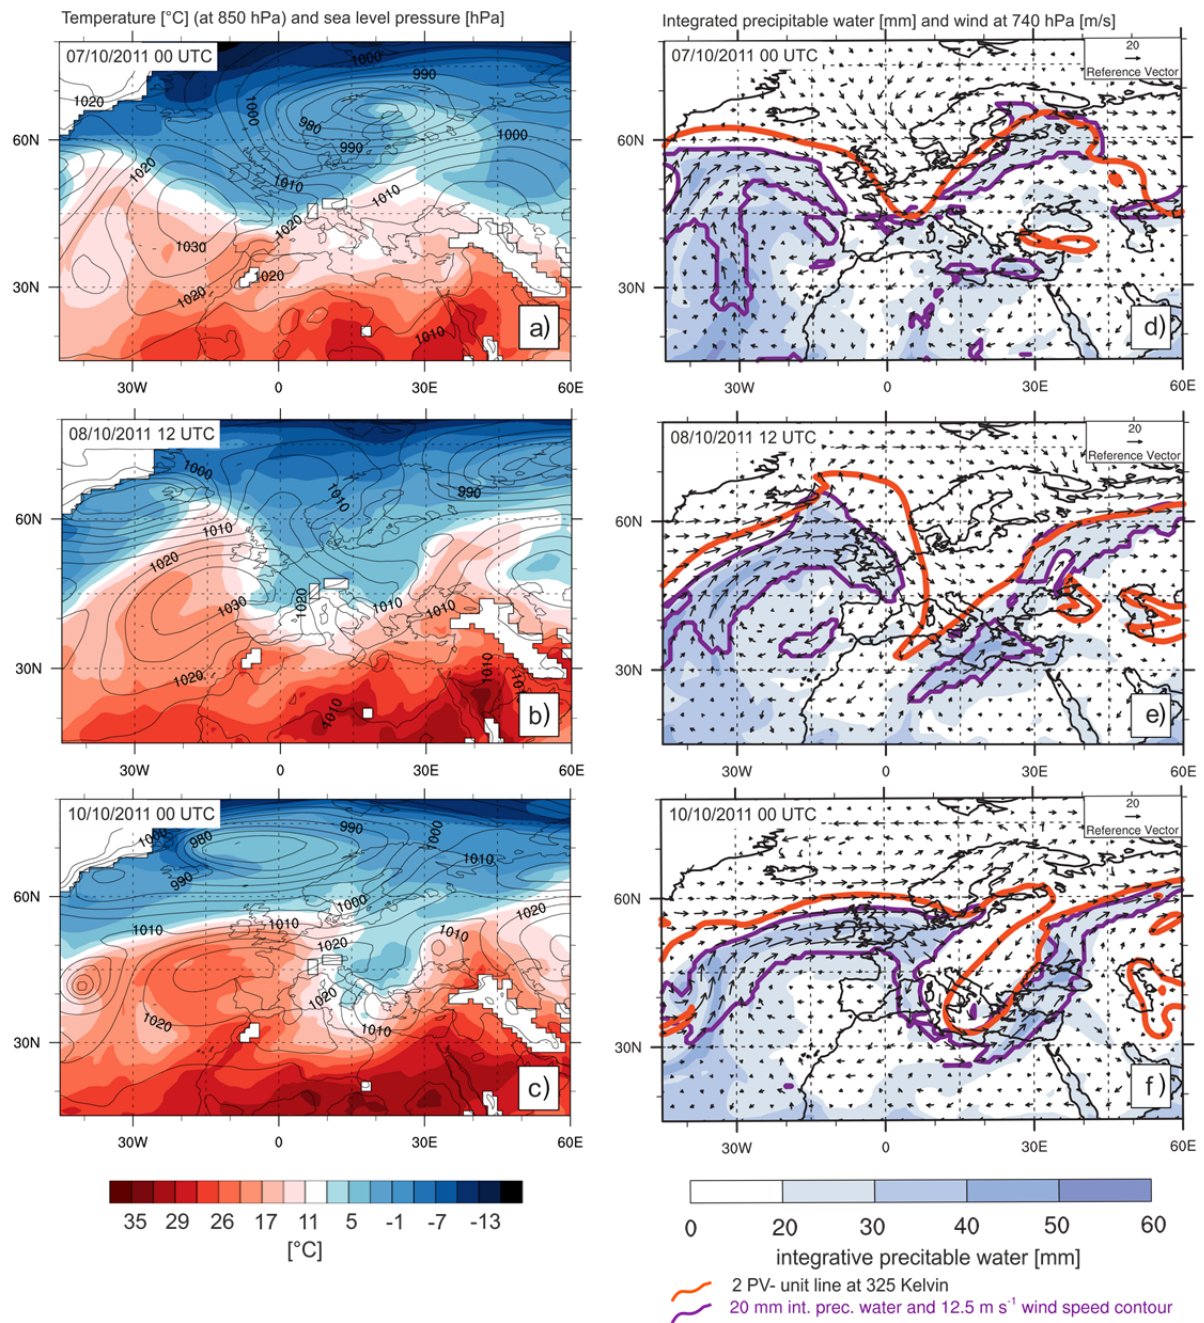 Temperature [°C] (at 850 hPa) and sea level pressure [hPa]
07/10/2011 00 UTC
1000
990
1020
1000
980
1000
60N
990
1020
1010
1010
1020
1030
1020
30N
1020
1010
a)
30W 0 30E 60E
08/10/2011 12 UTC
1000
1010
990
60N
1010
1020
1030
1020
1010
1010
30N
1020
1010
101
1010
b)
30W 0 30E 60E
10/10/2011 00 UTC
1000
980
990
1000
1010
990
60N
1000
1020
1010
1010
1020
1010
1020
1020
1010
30N
c)
30W 0 30E 60E
35 29 26 17 11 5 -1 -7 -13
[°C]
Integrated precipitable water [mm] and wind at 740 hPa [m/s]
07/10/2011 00 UTC
20
Reference Vector
60N
30N
d)
30W 0 30E 60E
08/10/2011 12 UTC
20
Reference Vector
60N
30N
e)
30W 0 30E 60E
10/10/2011 00 UTC
20
Reference Vector
60N
30N
f)
30W 0 30E 60E
0 20 30 40 50 60
integrative precitable water [mm]
2 PV- unit line at 325 Kelvin
20 mm int. prec. water and 12.5 m s⁻¹ wind speed contour